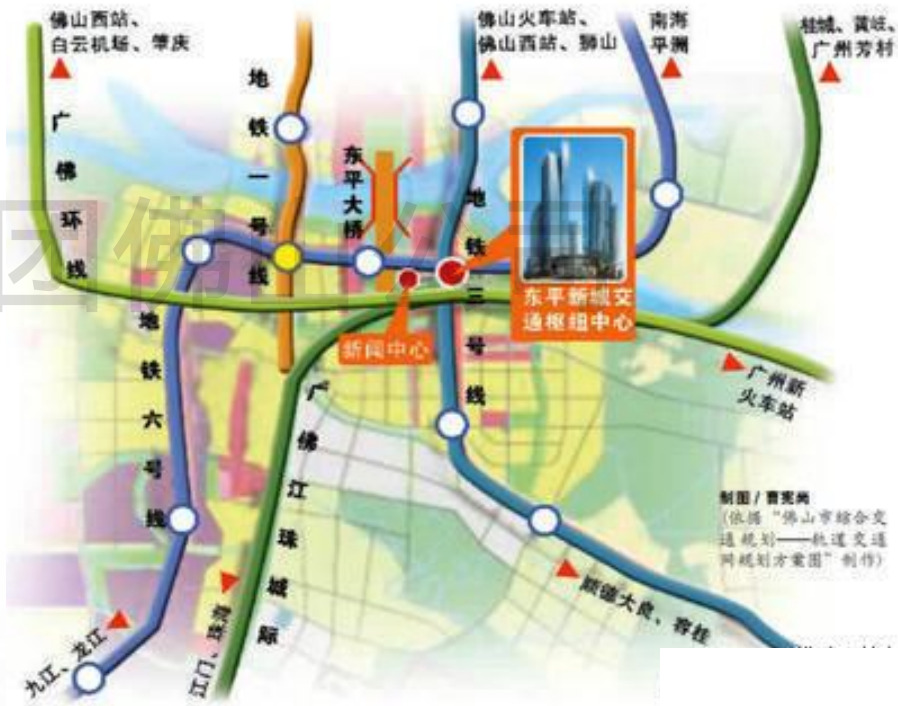 佛山西站、
白云机场、肇庆
佛山火车站、
佛山西站、狮山
南海
平洲
桂城、黄岐、
广州芳村
广佛环线
地铁一号线
东平大桥
地铁三号线
东平新城交
通枢纽中心
新闻中心
地铁六号线
广佛江珠城际
广州新
火车站
制图/曹宪尚
(依据“佛山市综合交
通规划——轨道交通
网规划方案图”制作)
顺德大良、容桂
九江、龙江
江门、珠海
团佛